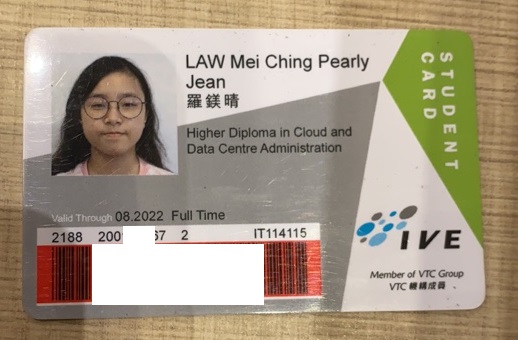 LAW Mei Ching Pearly
Jean
羅鎂晴
Higher Diploma in Cloud and
Data Centre Administration
STUDENT
CARD
Valid Through 08.2022 Full Time
2188 200 67 2 IT114115
IVE
Member of VTC Group
VTC 機構成員